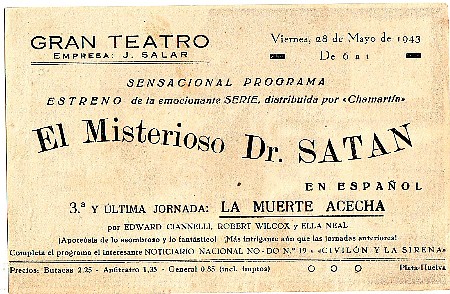 GRAN TEATRO
EMPRESA: J. SALAR
Viernes, 28 de Mayo de 1943
De 6 a 1
SENSACIONAL PROGRAMA
ESTRENO de la emocionante SERIE, distribuida por «Chamartín»
El Misterioso Dr. SATAN
EN ESPAÑOL
3.ª Y ÚLTIMA JORNADA: LA MUERTE ACECHA
por EDWARD CIANNELLI, ROBERT WILCOX y ELLA NEAL
¡Apoteósis de lo asombroso y lo fantástico! ¡Más intrigante aún que las jornadas anteriores!
Completa el programa el interesante NOTICIARIO NACIONAL NO-DO N.º 19 y «CIVILÓN Y LA SIRENA»
Precios: Butacas 2,25 - Anfiteatro 1,35 - General 0,85 (incl. imptos) O O O Plata-Huelva